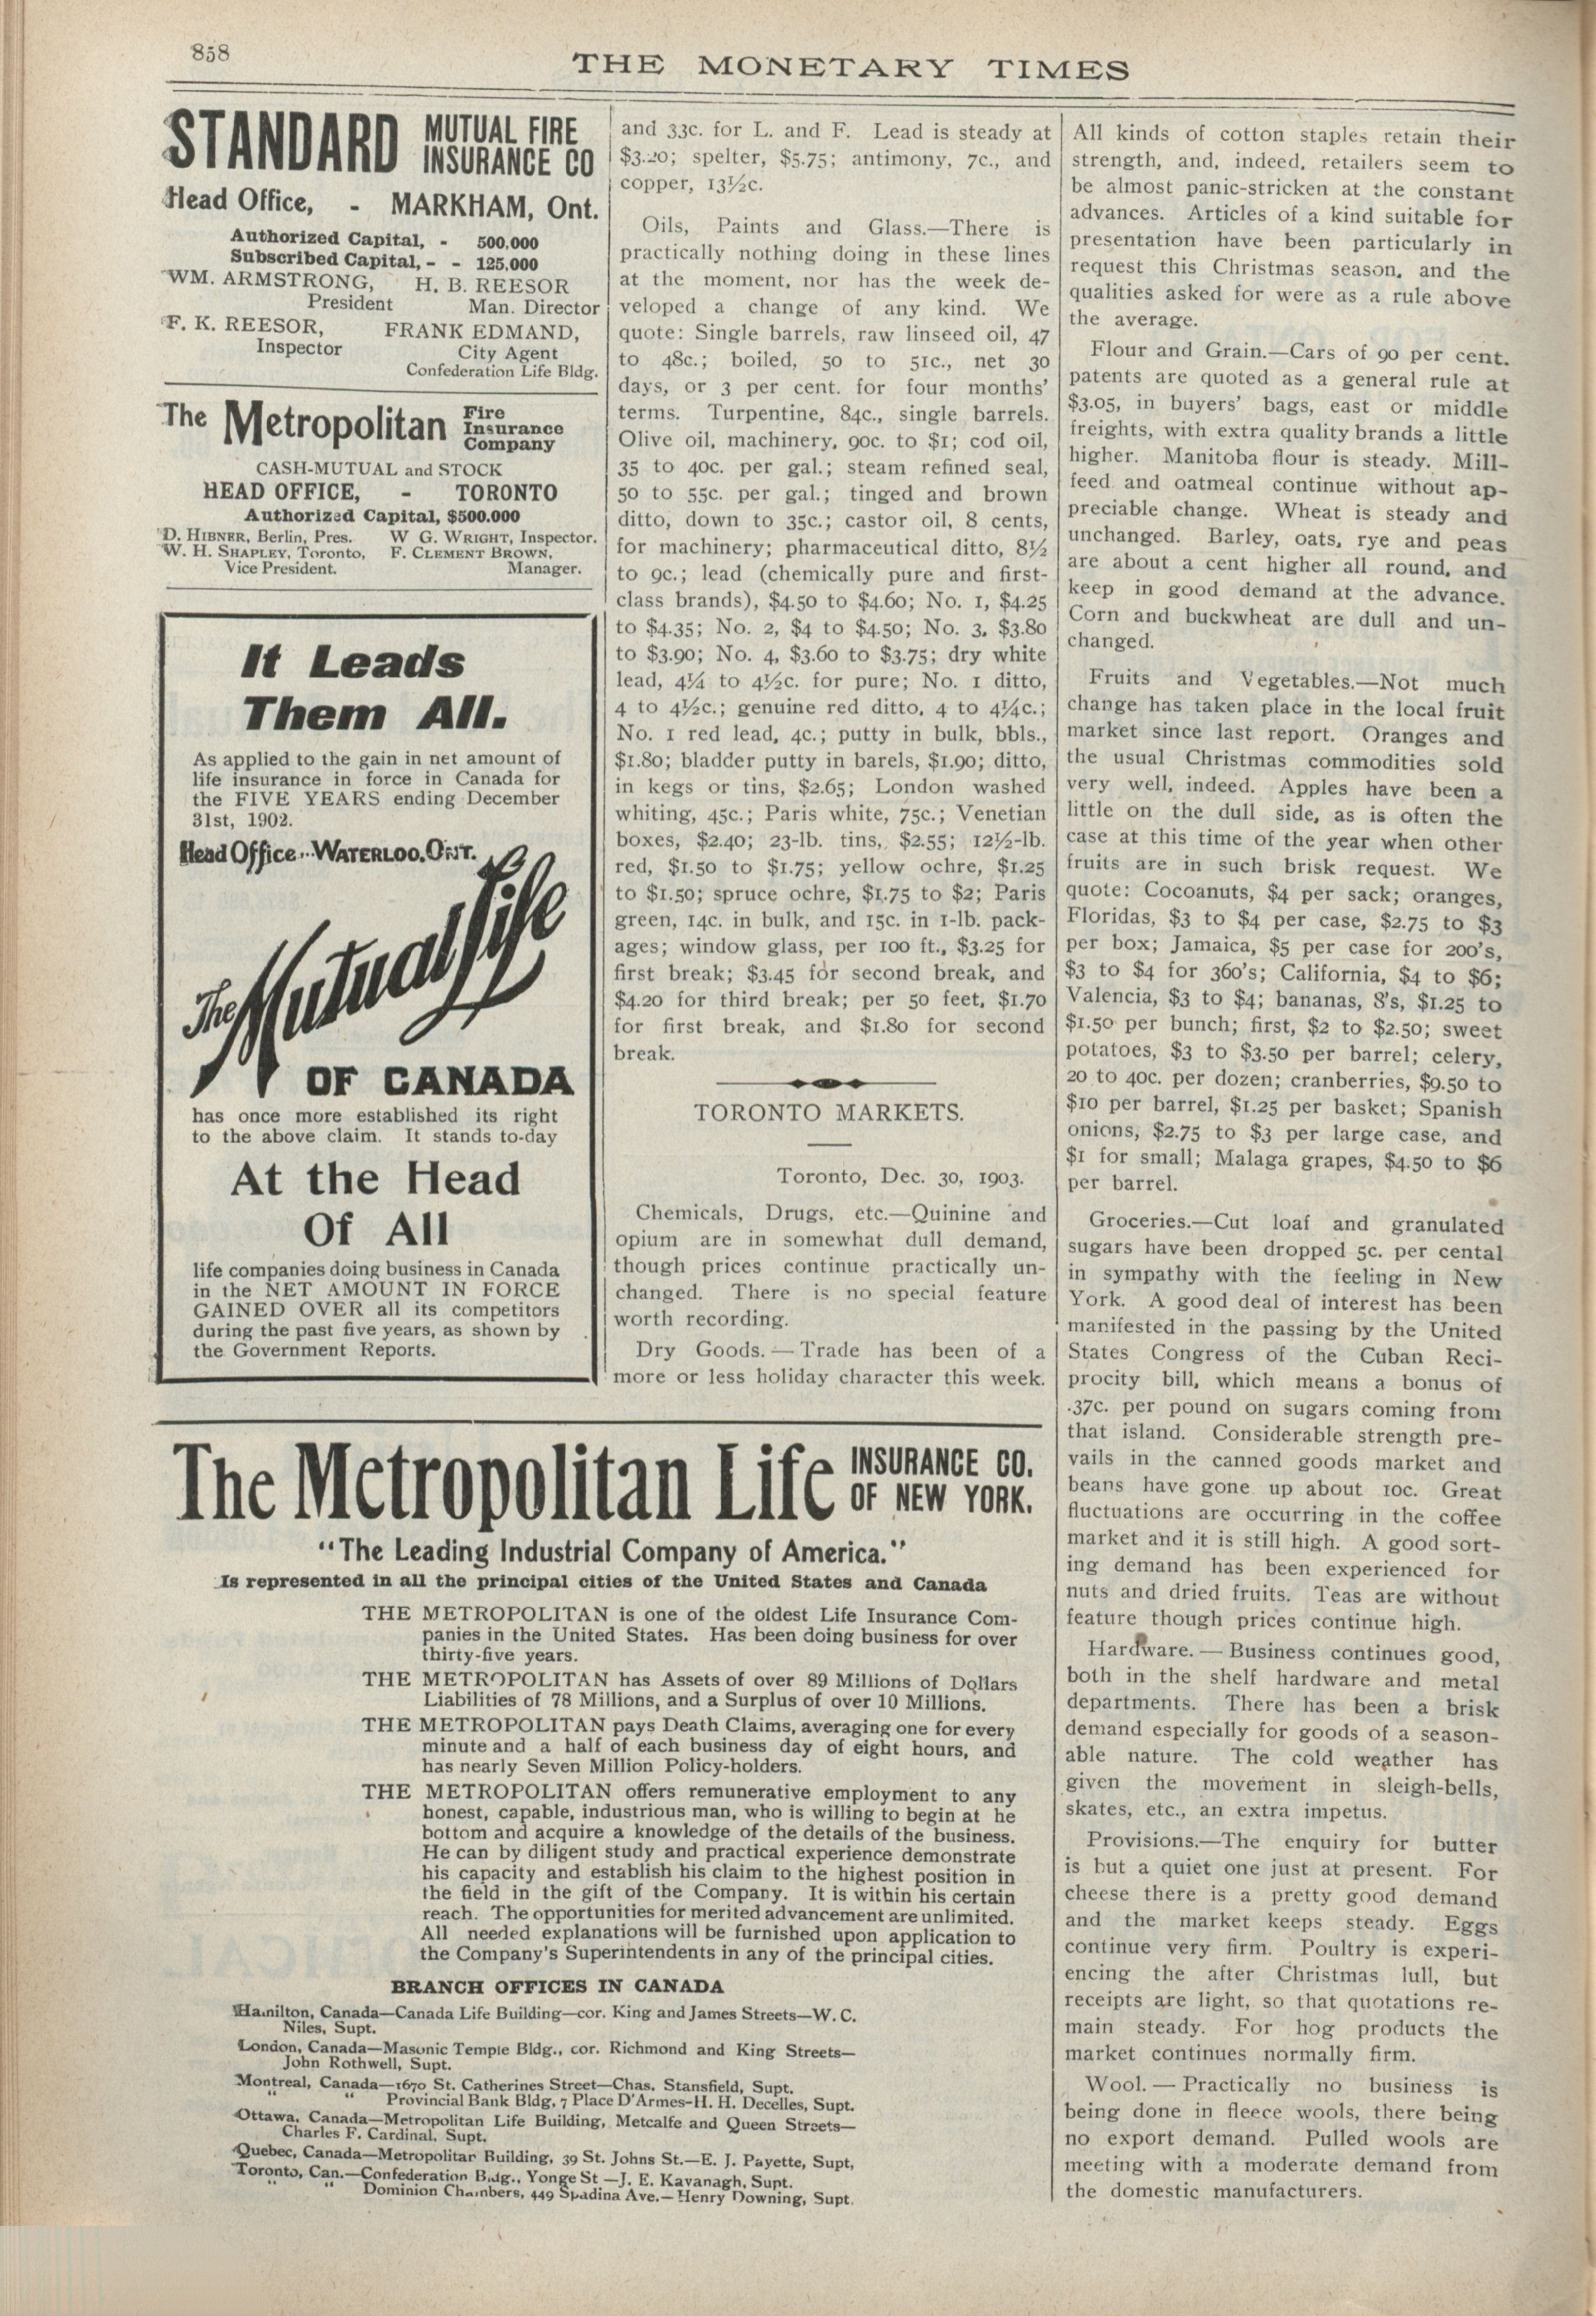 858
THE MONETARY TIMES
STANDARD MUTUAL FIRE
INSURANCE CO
Head Office, - MARKHAM, Ont.
Authorized Capital, - 500,000
Subscribed Capital, - - 125,000
WM. ARMSTRONG, H. B. REESOR
President Man. Director
F. K. REESOR, FRANK EDMAND,
Inspector City Agent
Confederation Life Bldg.
The Metropolitan Fire
Insurance
Company
CASH-MUTUAL and STOCK
HEAD OFFICE, - TORONTO
Authorized Capital, $500.000
D. HIBNER, Berlin, Pres. W G. WRIGHT, Inspector.
W. H. SHAPLEY, Toronto, F. CLEMENT BROWN,
Vice President. Manager.
It Leads
Them All.
As applied to the gain in net amount of
life insurance in force in Canada for
the FIVE YEARS ending December
31st, 1902.
Head Office, WATERLOO, ONT.
The Mutual Life
OF CANADA
has once more established its right
to the above claim. It stands to-day
At the Head
Of All
life companies doing business in Canada
in the NET AMOUNT IN FORCE
GAINED OVER all its competitors
during the past five years, as shown by
the Government Reports.
and 33c. for L. and F. Lead is steady at
$3.20; spelter, $5.75; antimony, 7c., and
copper, 13½c.
Oils, Paints and Glass.—There is
practically nothing doing in these lines
at the moment, nor has the week de-
veloped a change of any kind. We
quote: Single barrels, raw linseed oil, 47
to 48c.; boiled, 50 to 51c., net 30
days, or 3 per cent. for four months'
terms. Turpentine, 84c., single barrels.
Olive oil, machinery, 90c. to $1; cod oil,
35 to 40c. per gal.; steam refined seal,
50 to 55c. per gal.; tinged and brown
ditto, down to 35c.; castor oil, 8 cents,
for machinery; pharmaceutical ditto, 8½
to 9c.; lead (chemically pure and first-
class brands), $4.50 to $4.60; No. 1, $4.25
to $4.35; No. 2, $4 to $4.50; No. 3, $3.80
to $3.90; No. 4, $3.60 to $3.75; dry white
lead, 4¼ to 4½c. for pure; No. 1 ditto,
4 to 4½c.; genuine red ditto, 4 to 4¼c.;
No. 1 red lead, 4c.; putty in bulk, bbls.,
$1.80; bladder putty in barels, $1.90; ditto,
in kegs or tins, $2.65; London washed
whiting, 45c.; Paris white, 75c.; Venetian
boxes, $2.40; 23-lb. tins, $2.55; 12½-lb.
red, $1.50 to $1.75; yellow ochre, $1.25
to $1.50; spruce ochre, $1.75 to $2; Paris
green, 14c. in bulk, and 15c. in 1-lb. pack-
ages; window glass, per 100 ft., $3.25 for
first break; $3.45 for second break, and
$4.20 for third break; per 50 feet, $1.70
for first break, and $1.80 for second
break.
TORONTO MARKETS.
Toronto, Dec. 30, 1903.
Chemicals, Drugs, etc.—Quinine and
opium are in somewhat dull demand,
though prices continue practically un-
changed. There is no special feature
worth recording.
Dry Goods. — Trade has been of a
more or less holiday character this week.
All kinds of cotton staples retain their
strength, and, indeed, retailers seem to
be almost panic-stricken at the constant
advances. Articles of a kind suitable for
presentation have been particularly in
request this Christmas season, and the
qualities asked for were as a rule above
the average.
Flour and Grain.—Cars of 90 per cent.
patents are quoted as a general rule at
$3.05, in buyers' bags, east or middle
freights, with extra quality brands a little
higher. Manitoba flour is steady. Mill-
feed and oatmeal continue without ap-
preciable change. Wheat is steady and
unchanged. Barley, oats, rye and peas
are about a cent higher all round, and
keep in good demand at the advance.
Corn and buckwheat are dull and un-
changed.
Fruits and Vegetables.—Not much
change has taken place in the local fruit
market since last report. Oranges and
the usual Christmas commodities sold
very well, indeed. Apples have been a
little on the dull side, as is often the
case at this time of the year when other
fruits are in such brisk request. We
quote: Cocoanuts, $4 per sack; oranges,
Floridas, $3 to $4 per case, $2.75 to $3
per box; Jamaica, $5 per case for 200's,
$3 to $4 for 360's; California, $4 to $6;
Valencia, $3 to $4; bananas, 8's, $1.25 to
$1.50 per bunch; first, $2 to $2.50; sweet
potatoes, $3 to $3.50 per barrel; celery,
20 to 40c. per dozen; cranberries, $9.50 to
$10 per barrel, $1.25 per basket; Spanish
onions, $2.75 to $3 per large case, and
$1 for small; Malaga grapes, $4.50 to $6
per barrel.
Groceries.—Cut loaf and granulated
sugars have been dropped 5c. per cental
in sympathy with the feeling in New
York. A good deal of interest has been
manifested in the passing by the United
States Congress of the Cuban Reci-
procity bill, which means a bonus of
.37c. per pound on sugars coming from
that island. Considerable strength pre-
vails in the canned goods market and
beans have gone up about 10c. Great
fluctuations are occurring in the coffee
market and it is still high. A good sort-
ing demand has been experienced for
nuts and dried fruits. Teas are without
feature though prices continue high.
Hardware. — Business continues good,
both in the shelf hardware and metal
departments. There has been a brisk
demand especially for goods of a season-
able nature. The cold weather has
given the movement in sleigh-bells,
skates, etc., an extra impetus.
Provisions.—The enquiry for butter
is but a quiet one just at present. For
cheese there is a pretty good demand
and the market keeps steady. Eggs
continue very firm. Poultry is experi-
encing the after Christmas lull, but
receipts are light, so that quotations re-
main steady. For hog products the
market continues normally firm.
Wool. — Practically no business is
being done in fleece wools, there being
no export demand. Pulled wools are
meeting with a moderate demand from
the domestic manufacturers.
The Metropolitan Life INSURANCE CO.
OF NEW YORK.
"The Leading Industrial Company of America."
Is represented in all the principal cities of the United States and Canada
THE METROPOLITAN is one of the oldest Life Insurance Com-
panies in the United States. Has been doing business for over
thirty-five years.
THE METROPOLITAN has Assets of over 89 Millions of Dollars
Liabilities of 78 Millions, and a Surplus of over 10 Millions.
THE METROPOLITAN pays Death Claims, averaging one for every
minute and a half of each business day of eight hours, and
has nearly Seven Million Policy-holders.
THE METROPOLITAN offers remunerative employment to any
honest, capable, industrious man, who is willing to begin at he
bottom and acquire a knowledge of the details of the business.
He can by diligent study and practical experience demonstrate
his capacity and establish his claim to the highest position in
the field in the gift of the Company. It is within his certain
reach. The opportunities for merited advancement are unlimited.
All needed explanations will be furnished upon application to
the Company's Superintendents in any of the principal cities.
BRANCH OFFICES IN CANADA
Hamilton, Canada—Canada Life Building—cor. King and James Streets—W. C.
Niles, Supt.
London, Canada—Masonic Temple Bldg., cor. Richmond and King Streets—
John Rothwell, Supt.
Montreal, Canada—1670 St. Catherines Street—Chas. Stansfield, Supt.
" " Provincial Bank Bldg, 7 Place D'Armes-H. H. Decelles, Supt.
Ottawa, Canada—Metropolitan Life Building, Metcalfe and Queen Streets—
Charles F. Cardinal, Supt.
Quebec, Canada—Metropolitan Building, 39 St. Johns St.—E. J. Payette, Supt,
Toronto, Can.—Confederation Bldg., Yonge St —J. E. Kavanagh, Supt.
" " Dominion Chambers, 449 Spadina Ave.—Henry Downing, Supt.